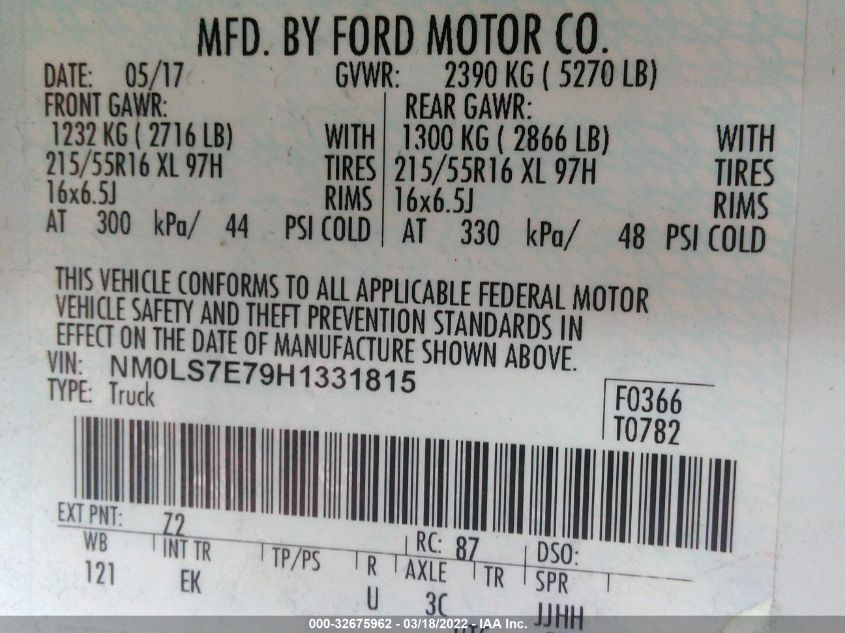 MFD. BY FORD MOTOR CO.
DATE: 05/17 GVWR: 2390 KG ( 5270 LB)
FRONT GAWR: REAR GAWR:
1232 KG ( 2716 LB) WITH 1300 KG ( 2866 LB) WITH
215/55R16 XL 97H TIRES 215/55R16 XL 97H TIRES
16x6.5J RIMS 16x6.5J RIMS
AT 300 kPa/ 44 PSI COLD AT 330 kPa/ 48 PSI COLD
THIS VEHICLE CONFORMS TO ALL APPLICABLE FEDERAL MOTOR
VEHICLE SAFETY AND THEFT PREVENTION STANDARDS IN
EFFECT ON THE DATE OF MANUFACTURE SHOWN ABOVE.
VIN: NM0LS7E79H1331815
TYPE: Truck F0366
T0782
EXT PNT: Z2 RC: 87 DSO:
WB INT TR TP/PS R AXLE TR SPR
121 EK U 3C JJHH
000-32675962 - 03/18/2022 - IAA Inc.